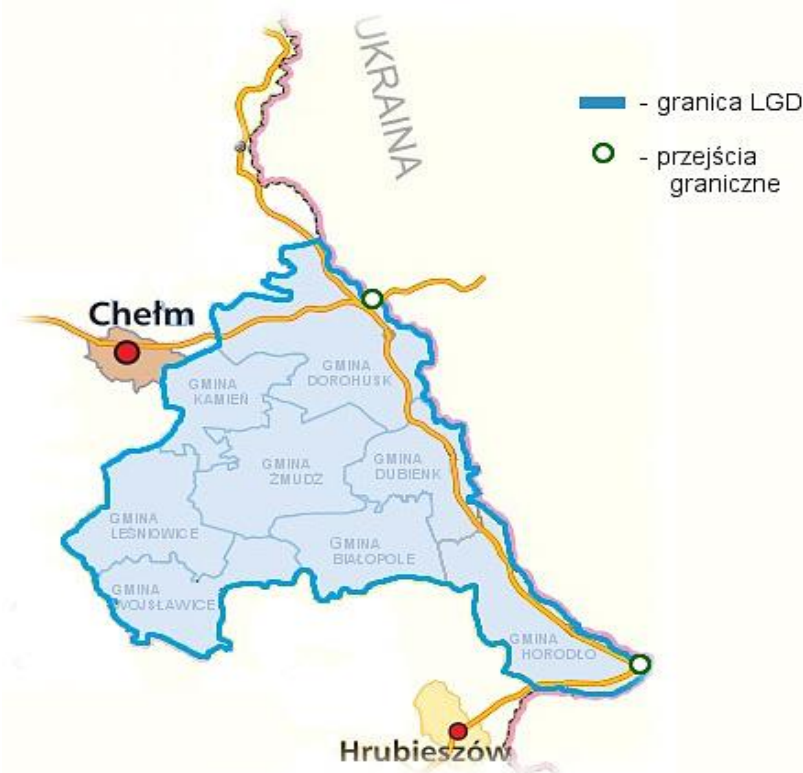 UKRAINA
- granica LGD
- przejścia
graniczne
Chełm
GMINA
DOROHUSK
GMINA
KAMIEŃ
GMINA
ŻMUDŹ
GMINA
DUBIENK
GMINA
LEŚNIOWICE
GMINA
BIAŁOPOLE
GMINA
WOJSŁAWICE
GMINA
HORODŁO
Hrubieszów